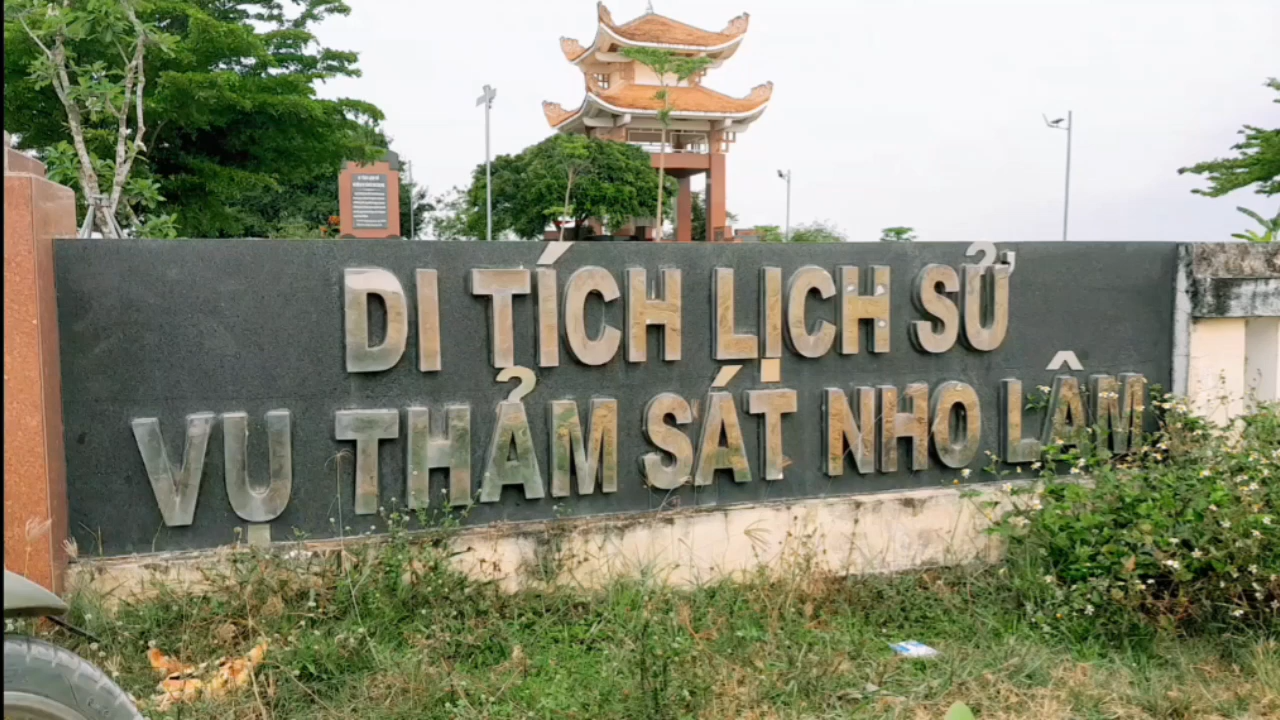 DI TÍCH LỊCH SỬ
VỤ THẢM SÁT NHO LÂM